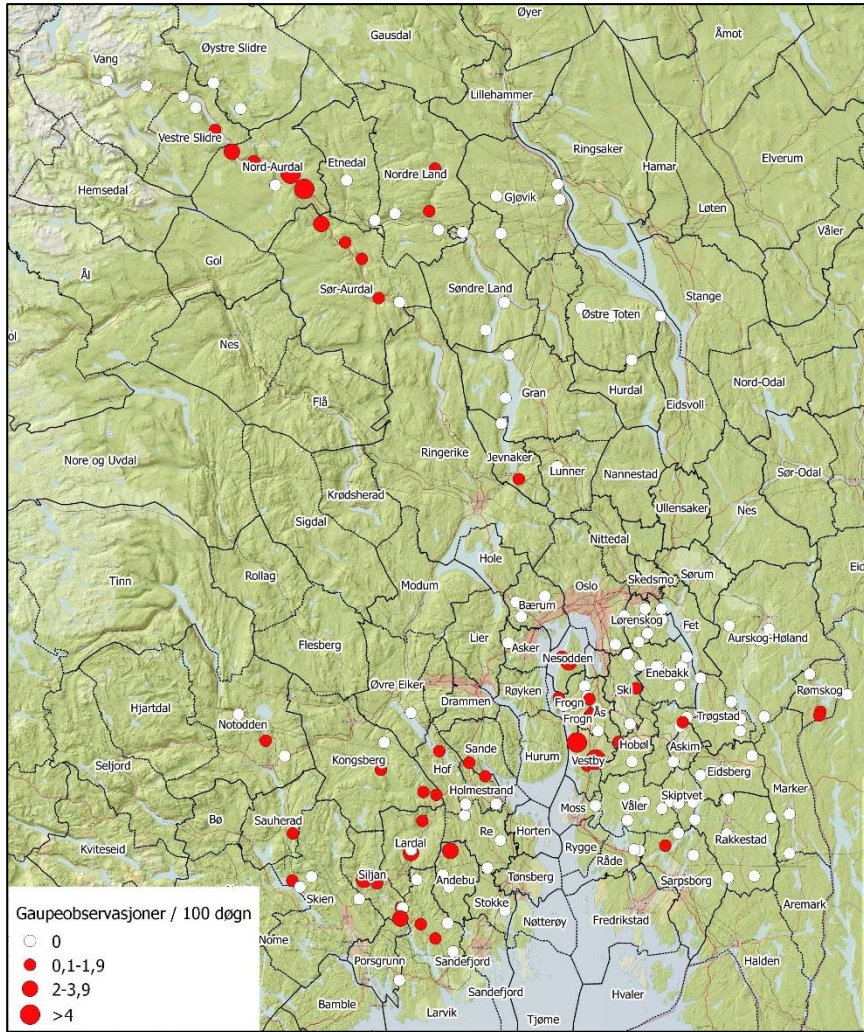 Øyer
Gausdal
Åmot
Øystre Slidre
Vang
Lillehammer
Ringsaker
Vestre Slidre
Hamar
Elverum
Etnedal
Nord-Aurdal
Nordre Land
Gjøvik
Hemsedal
Løten
Våler
Gol
Ål
Sør-Aurdal
Søndre Land
Stange
Østre Toten
Nes
Nord-Odal
Hurdal
Gran
Flå
Eidsvoll
Ringerike
Jevnaker
Nore og Uvdal
Lunner
Nannestad
Sør-Odal
Krødsherad
Ullensaker
Nes
Sigdal
Nittedal
Hole
Rollag
Tinn
Modum
Oslo
Skedsmo
Sørum
Bærum
Lørenskog
Fet
Aurskog-Høland
Lier
Flesberg
Asker
Nesodden
Enebakk
Øvre Eiker
Røyken
Ski
Rømskog
Drammen
Frogn
Hjartdal
Ås
Trøgstad
Notodden
Frogn
Hurum
Hobøl
Askim
Kongsberg
Sande
Vestby
Seljord
Hof
Eidsberg
Holmestrand
Marker
Moss
Våler
Skiptvet
Bø
Sauherad
Re
Horten
Rakkestad
Kviteseid
Lardal
Rygge
Råde
Siljan
Andebu
Tønsberg
Sarpsborg
Skien
Stokke
Aremark
Nøtterøy
Fredrikstad
Nome
Porsgrunn
Sandefjord
Halden
Bamble
Larvik
Sandefjord
Tjøme
Hvaler
Gaupeobservasjoner / 100 døgn
0
0,1-1,9
2-3,9
>4